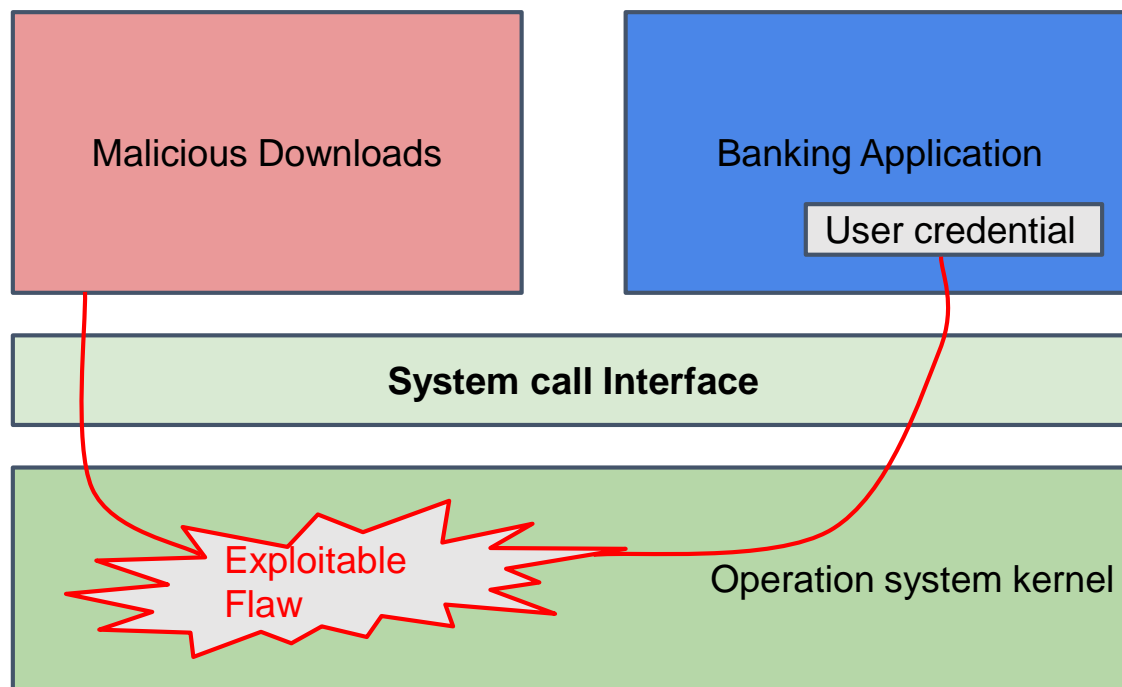 Malicious Downloads
Banking Application
User credential
System call Interface
Exploitable
Flaw
Operation system kernel